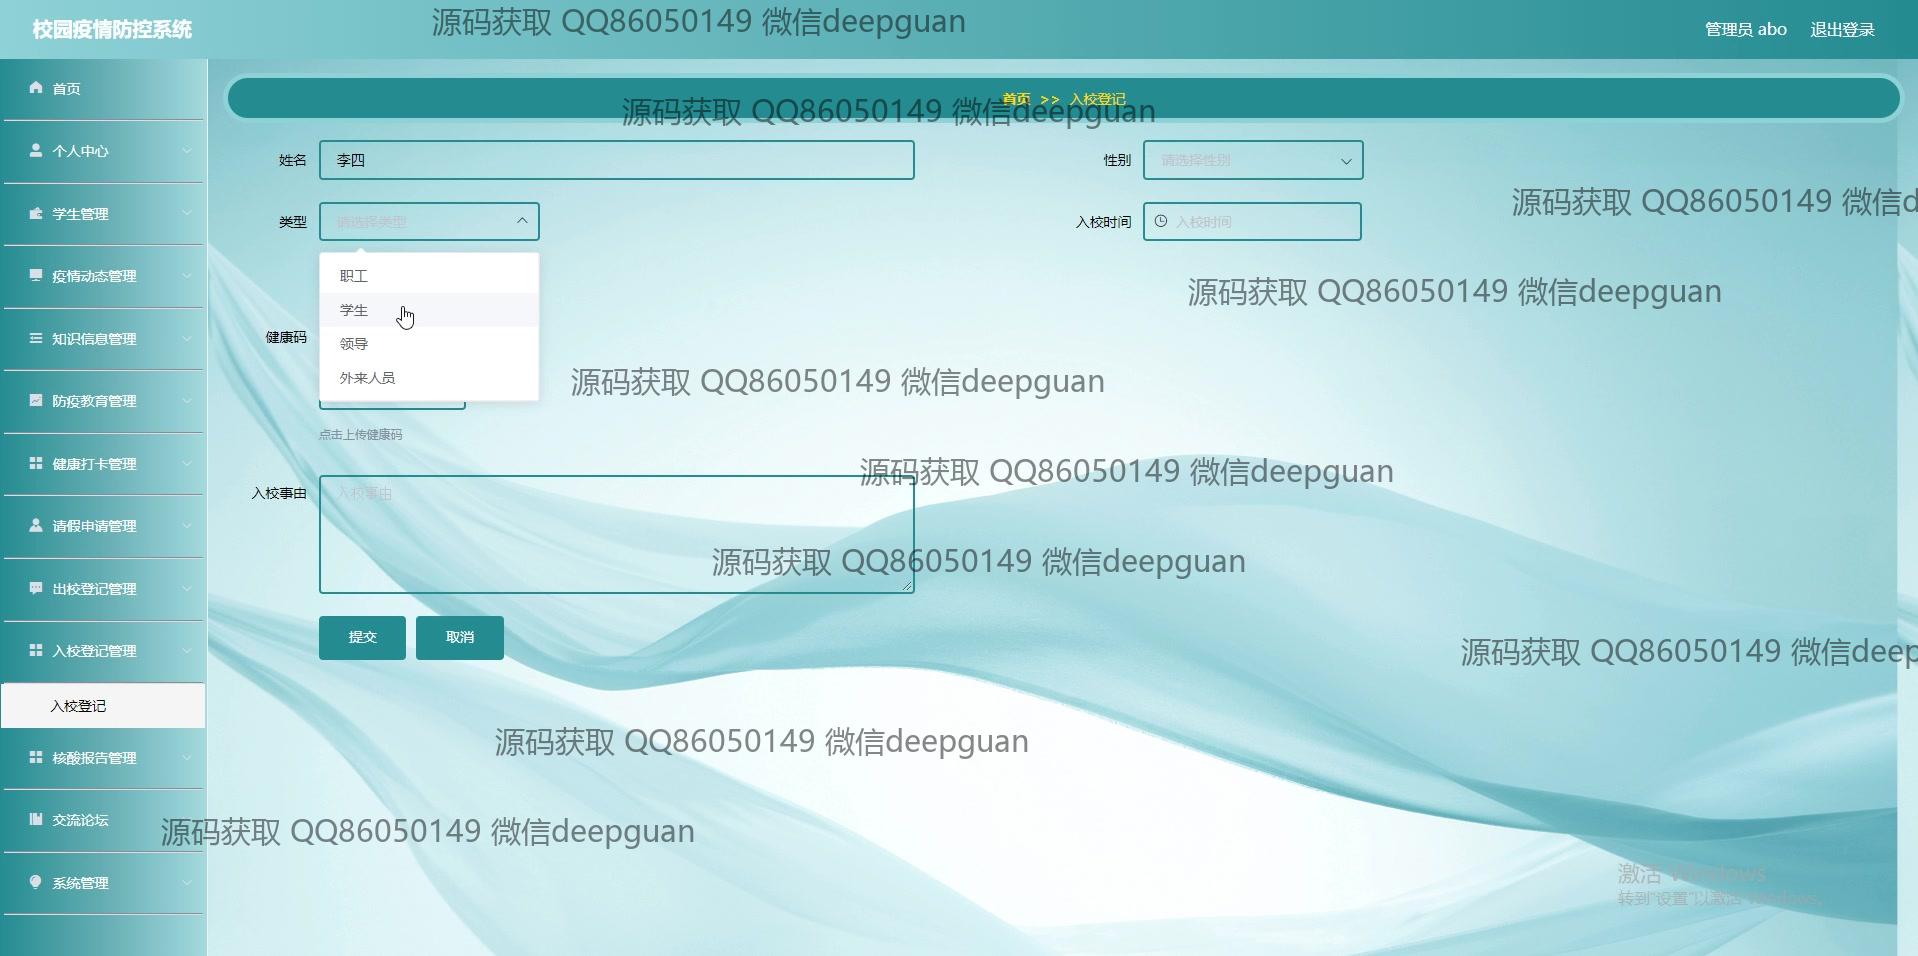 校园疫情防控系统
源码获取 QQ86050149 微信deepguan
管理员 abo
退出登录
首页
个人中心
学生管理
疫情动态管理
知识信息管理
防疫教育管理
健康打卡管理
请假申请管理
出校登记管理
入校登记管理
入校登记
核酸报告管理
交流论坛
系统管理
首页 >> 入校登记
源码获取 QQ86050149 微信deepguan
姓名
李四
性别
请选择性别
类型
请选择类型
入校时间
入校时间
源码获取 QQ86050149 微信d
职工
学生
领导
外来人员
源码获取 QQ86050149 微信deepguan
健康码
源码获取 QQ86050149 微信deepguan
点击上传健康码
源码获取 QQ86050149 微信deepguan
入校事由
入校事由
源码获取 QQ86050149 微信deepguan
提交
取消
源码获取 QQ86050149 微信deep
源码获取 QQ86050149 微信deepguan
源码获取 QQ86050149 微信deepguan
激活 Windows
转到"设置"以激活 Windows。